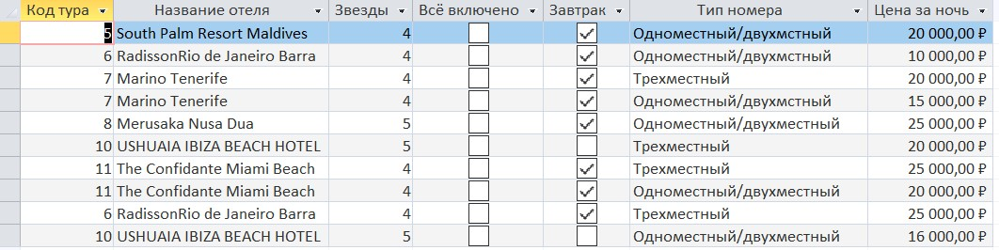 Код тура Название отеля Звезды Всё включено Завтрак Тип номера Цена за ночь
5 South Palm Resort Maldives 4 Одноместный/двухмстный 20 000,00 ₽
6 RadissonRio de Janeiro Barra 4 Одноместный/двухмстный 10 000,00 ₽
7 Marino Tenerife 4 Трехместный 20 000,00 ₽
7 Marino Tenerife 4 Одноместный/двухмстный 15 000,00 ₽
8 Merusaka Nusa Dua 5 Одноместный/двухместный 25 000,00 ₽
10 USHUAIA IBIZA BEACH HOTEL 5 Трехместный 20 000,00 ₽
11 The Confidante Miami Beach 4 Трехместный 25 000,00 ₽
11 The Confidante Miami Beach 4 Одноместный/двухместный 20 000,00 ₽
6 RadissonRio de Janeiro Barra 4 Трехместный 25 000,00 ₽
10 USHUAIA IBIZA BEACH HOTEL 5 Одноместный/двухместный 16 000,00 ₽